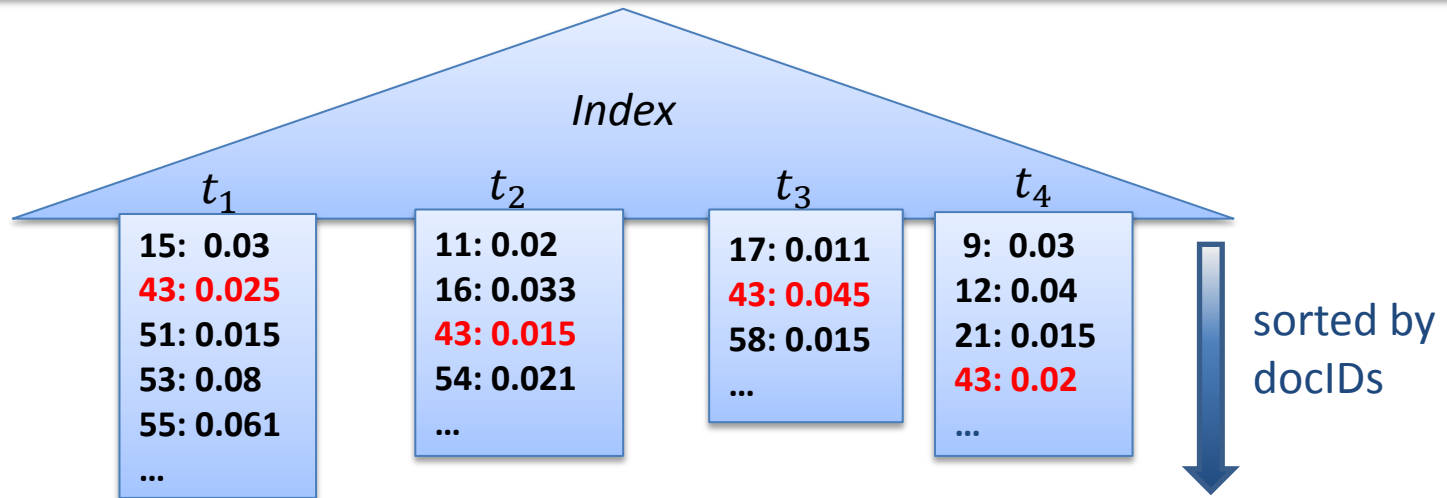 Index
t₁
t₂
t₃
t₄
15: 0.03
43: 0.025
51: 0.015
53: 0.08
55: 0.061
...
11: 0.02
16: 0.033
43: 0.015
54: 0.021
...
17: 0.011
43: 0.045
58: 0.015
...
9: 0.03
12: 0.04
21: 0.015
43: 0.02
...
sorted by
docIDs